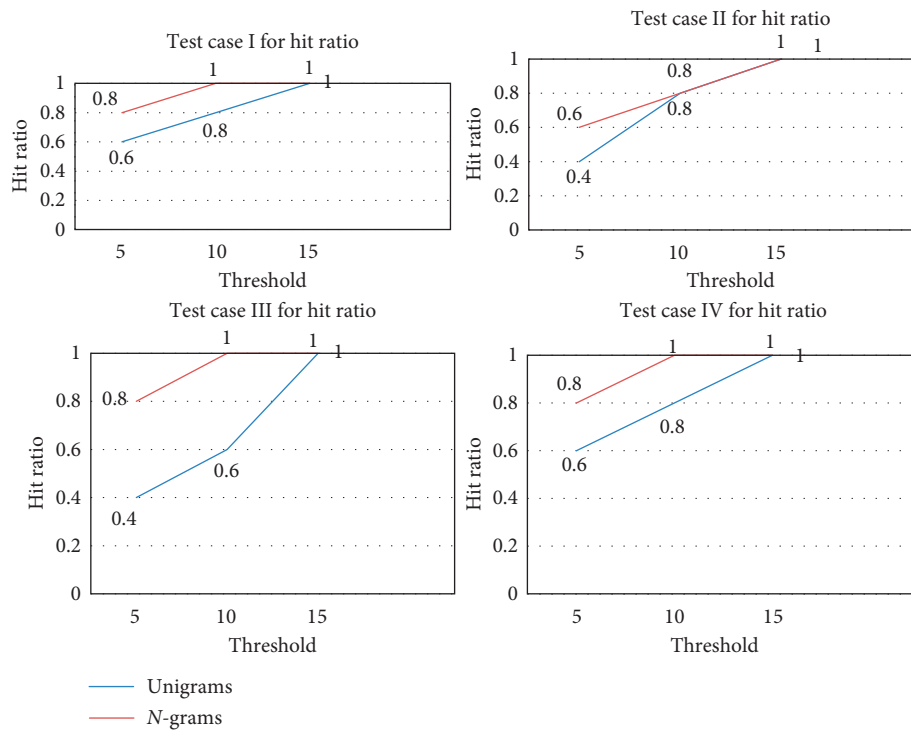 Test case I for hit ratio
Hit ratio
1
0.8
0.6
0.4
0.2
0
0.8
1
1
1
0.6
0.8
5 10 15
Threshold
Test case II for hit ratio
Hit ratio
1
0.8
0.6
0.4
0.2
0
0.6
0.8
1
1
0.4
0.8
5 10 15
Threshold
Test case III for hit ratio
Hit ratio
1
0.8
0.6
0.4
0.2
0
0.8
1
1
1
0.4
0.6
5 10 15
Threshold
Test case IV for hit ratio
Hit ratio
1
0.8
0.6
0.4
0.2
0
0.8
1
1
1
0.6
0.8
5 10 15
Threshold
Unigrams
N-grams